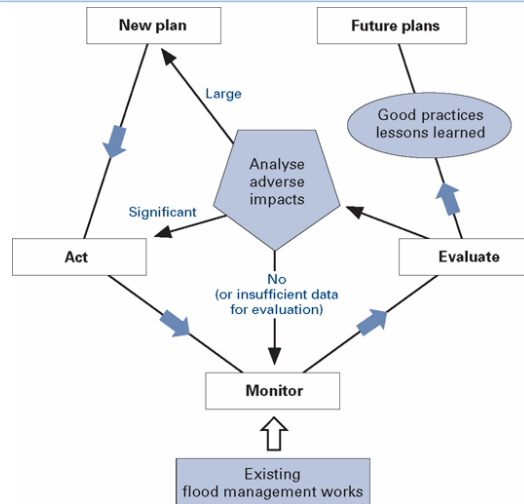 New plan
Future plans
Large
Good practices
lessons learned
Analyse
adverse
impacts
Significant
Act
Evaluate
No
(or insufficient data
for evaluation)
Monitor
Existing
flood management works